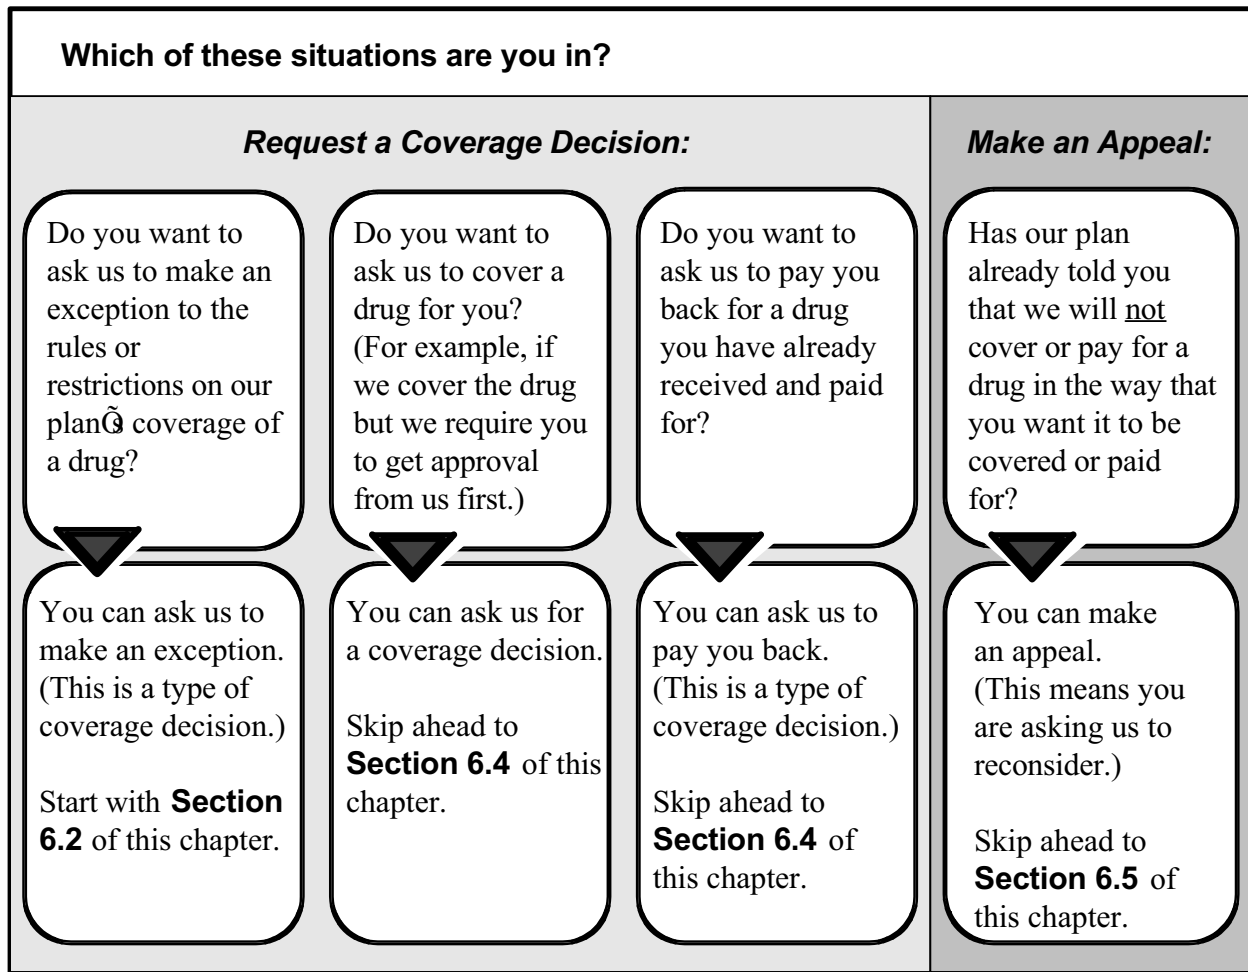 Which of these situations are you in?
Request a Coverage Decision:
Make an Appeal:
Do you want to
ask us to make an
exception to the
rules or
restrictions on our
planÕs coverage of
a drug?
You can ask us to
make an exception.
(This is a type of
coverage decision.)
Start with Section
6.2 of this chapter.
Do you want to
ask us to cover a
drug for you?
(For example, if
we cover the drug
but we require you
to get approval
from us first.)
You can ask us for
a coverage decision.
Skip ahead to
Section 6.4 of this
chapter.
Do you want to
ask us to pay you
back for a drug
you have already
received and paid
for?
You can ask us to
pay you back.
(This is a type of
coverage decision.)
Skip ahead to
Section 6.4 of
this chapter.
Has our plan
already told you
that we will not
cover or pay for a
drug in the way that
you want it to be
covered or paid
for?
You can make
an appeal.
(This means you
are asking us to
reconsider.)
Skip ahead to
Section 6.5 of
this chapter.